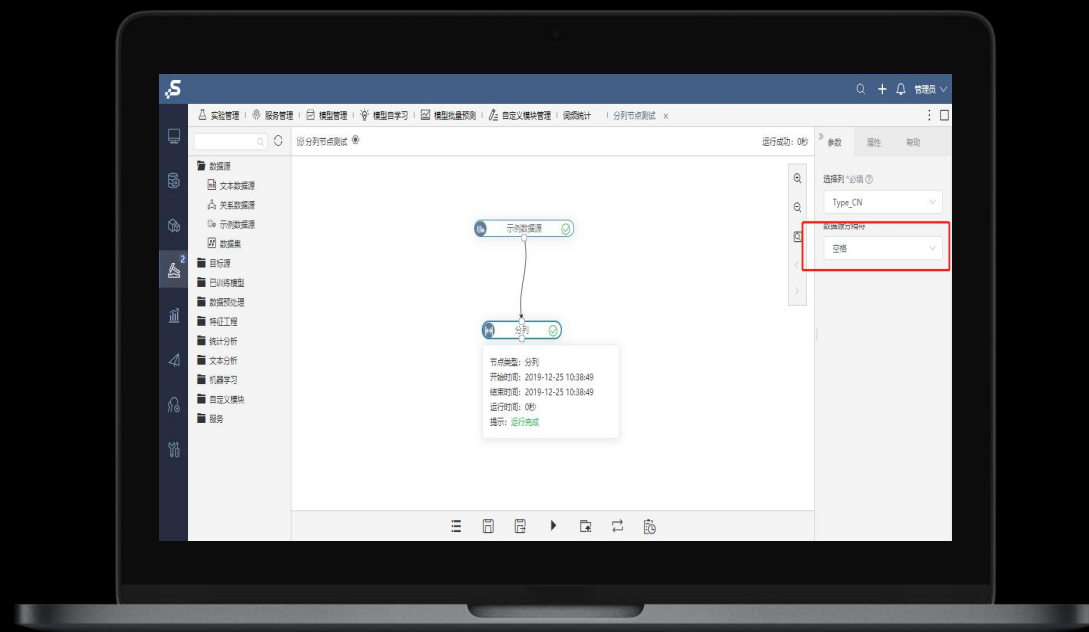 管理员
实验管理 服务管理 模型管理 模型自学习 模型批量预测 自定义模块管理 词频统计 分列节点测试 ×
分列节点测试
运行成功: 0秒
参数 属性 帮助
数据源
文本数据源
关系数据源
示例数据源
数据集
目标源
已训练模型
数据预处理
特征工程
统计分析
文本分析
机器学习
自定义模块
服务
2
示例数据源
分列
节点类型: 分列
开始时间: 2019-12-25 10:38:49
结束时间: 2019-12-25 10:38:49
运行时间: 0秒
提示: 运行完成
选择列 *必填
Type_CN
数据源分隔符
空格